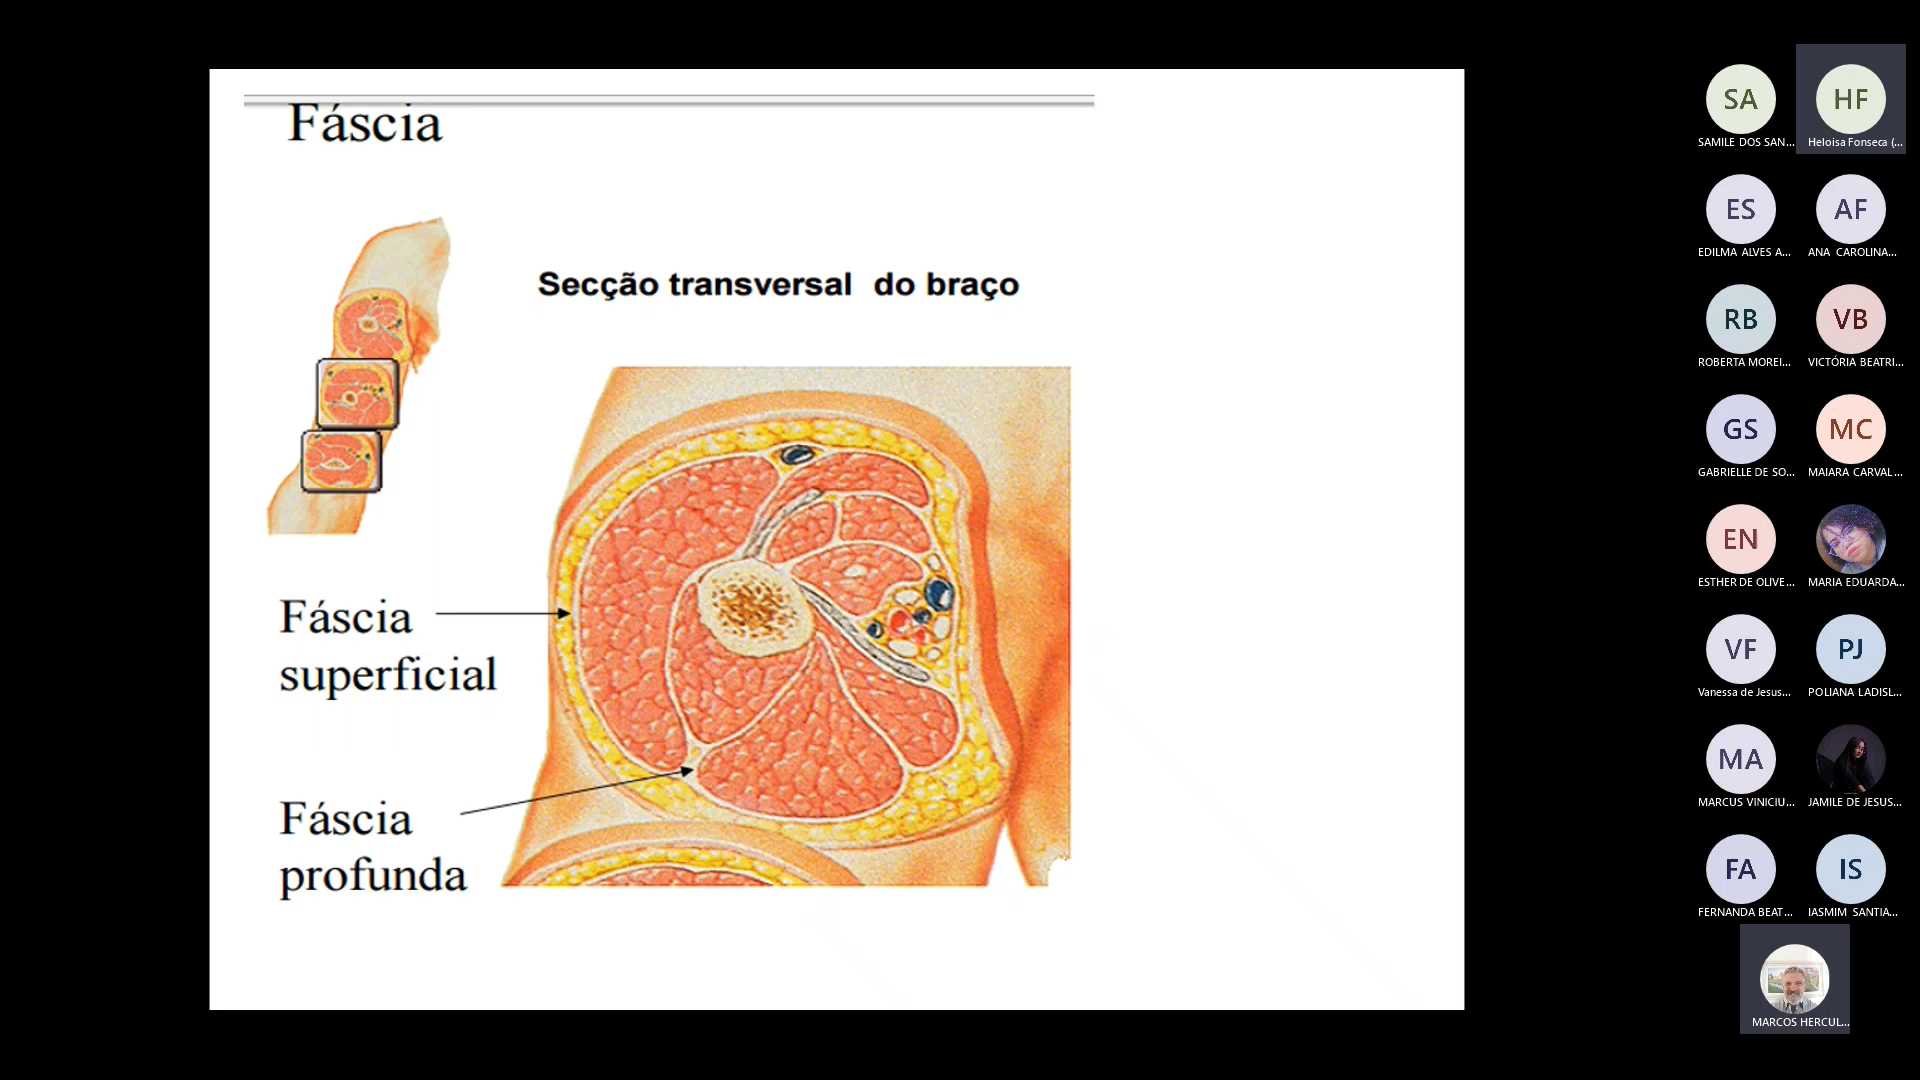 Fáscia
Secção transversal do braço
Fáscia
superficial
Fáscia
profunda
SA
SAMILE DOS SAN...
HF
Heloisa Fonseca (...
ES
EDILMA ALVES A...
AF
ANA CAROLINA...
RB
ROBERTA MOREI...
VB
VICTÓRIA BEATRI...
GS
GABRIELLE DE SO...
MC
MAIARA CARVAL...
EN
ESTHER DE OLIVE...
MARIA EDUARDA...
VF
Vanessa de Jesus...
PJ
POLIANA LADISL...
MA
MARCUS VINICIU...
JAMILE DE JESUS...
FA
FERNANDA BEAT...
IS
IASMIM SANTIA...
MARCOS HERCUL...